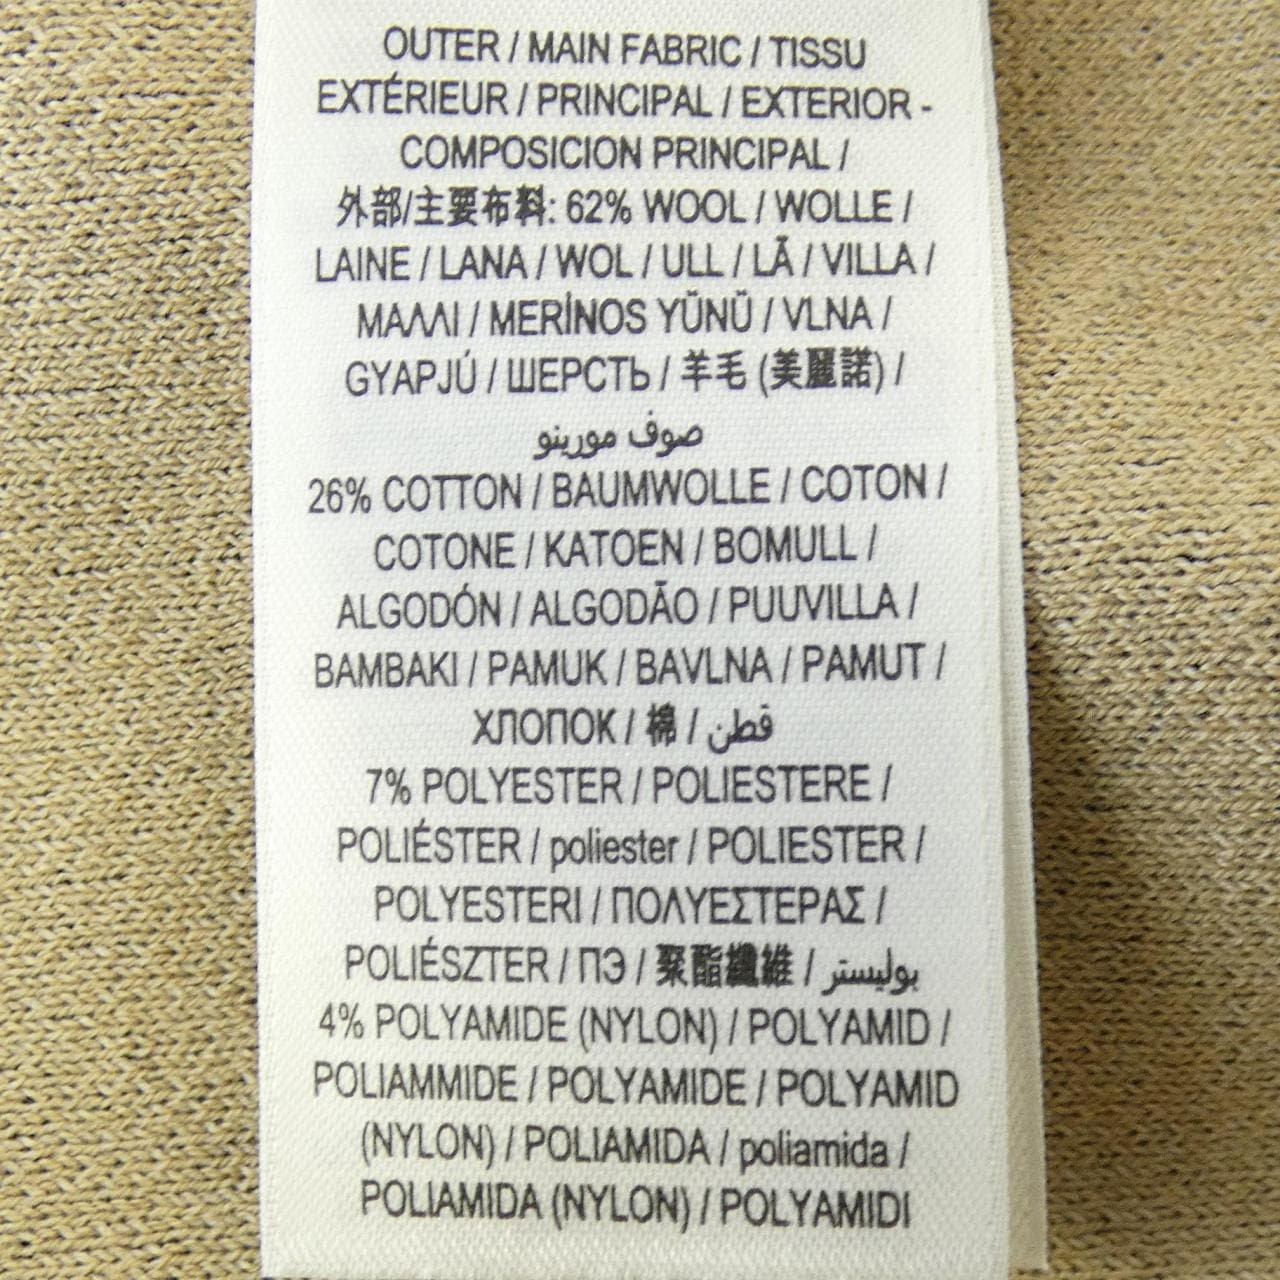 OUTER / MAIN FABRIC / TISSU
EXTÉRIEUR / PRINCIPAL / EXTERIOR -
COMPOSICION PRINCIPAL /
外部/主要布料: 62% WOOL / WOLLE /
LAINE / LANA / WOL / ULL / LÃ / VILLA /
ΜΑΛΛΙ / MERİNOS YŪNŪ / VLNA /
GYAPJÚ / ШЕРСТЬ / 羊毛 (美麗諾) /
صوف مورينو
26% COTTON / BAUMWOLLE / COTON /
COTONE / KATOEN / BOMULL /
ALGODÓN / ALGODÃO / PUUVILLA /
BAMBAKI / PAMUK / BAVLNA / PAMUT /
ХЛОПОК / 棉 / قطن
7% POLYESTER / POLIESTERE /
POLIÉSTER / poliester / POLIESTER /
POLYESTERI / ΠΟΛΥΕΣΤΕΡΑΣ /
POLIÉSZTER / ПЭ / 聚酯纖維 / بوليستر
4% POLYAMIDE (NYLON) / POLYAMID /
POLIAMMIDE / POLYAMIDE / POLYAMID
(NYLON) / POLIAMIDA / poliamida /
POLIAMIDA (NYLON) / POLYAMIDI